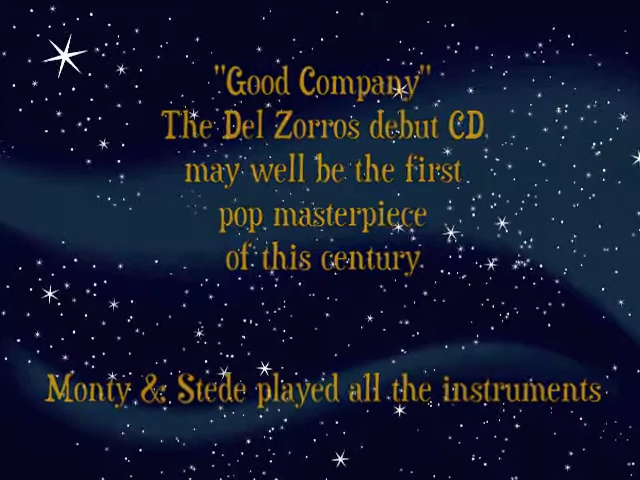 "Good Company"
The Del Zorros debut CD
may well be the first
pop masterpiece
of this century.
Monty & Stede played all the instruments